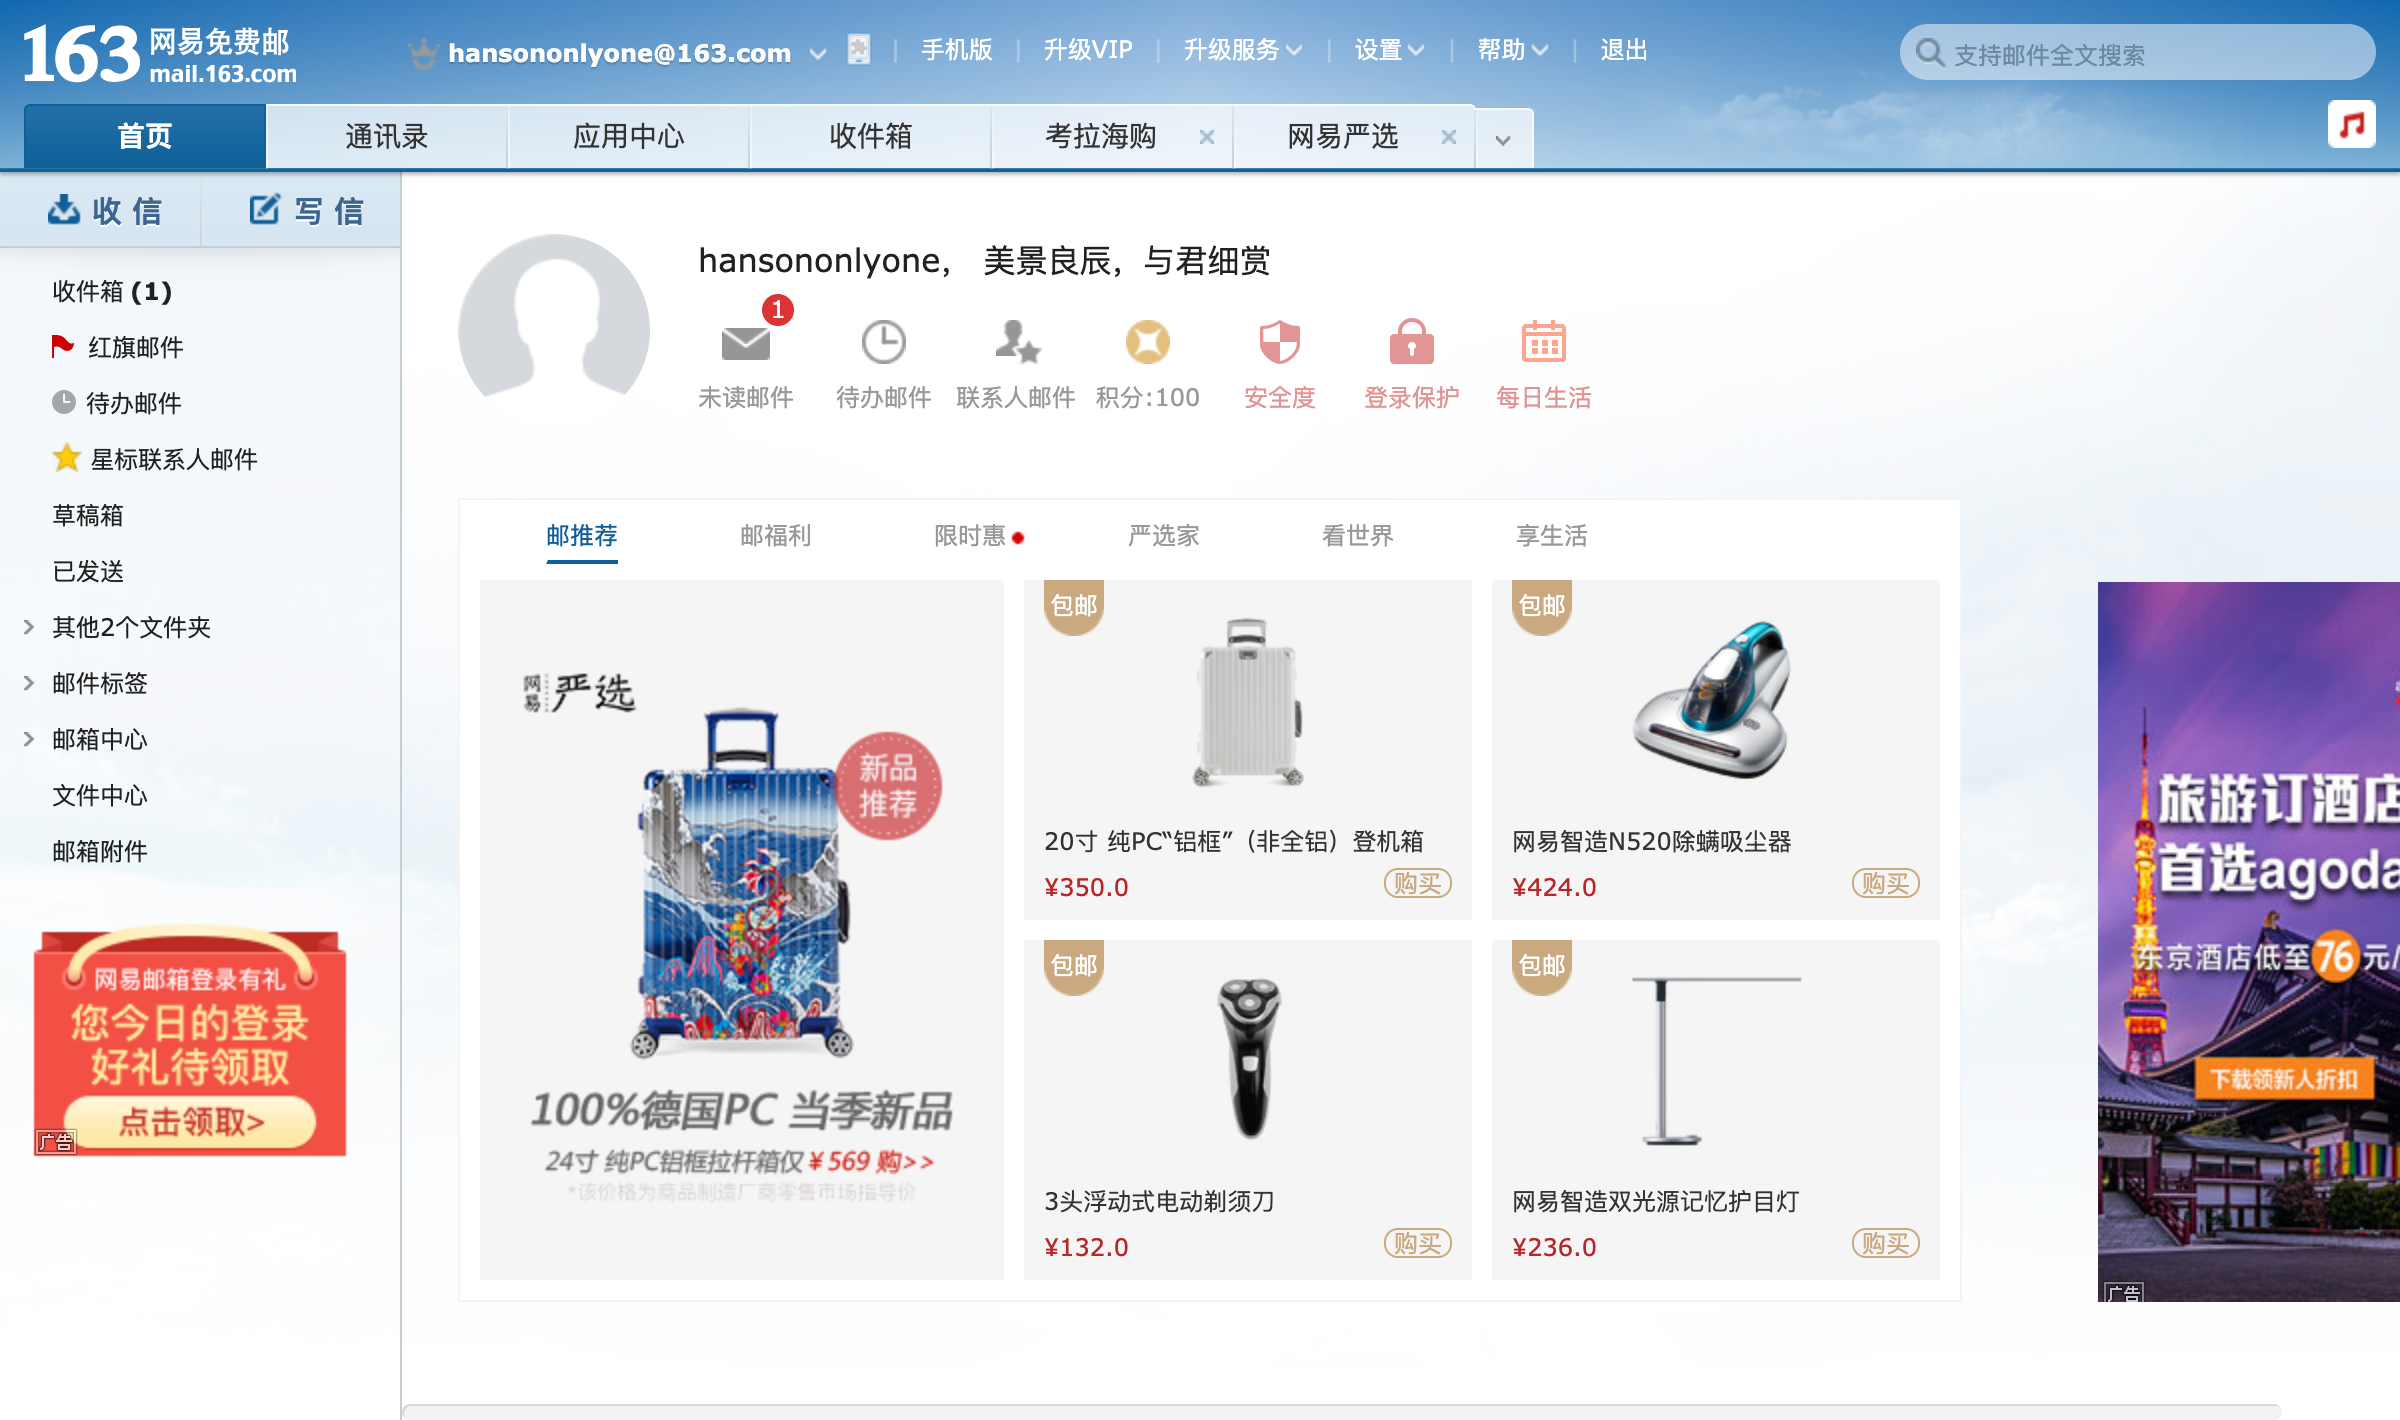 163 网易免费邮
mail.163.com
hansononlyone@163.com
手机版
升级VIP
升级服务
设置
帮助
退出
支持邮件全文搜索
首页
通讯录
应用中心
收件箱
考拉海购
网易严选
收信
写信
收件箱 (1)
红旗邮件
待办邮件
星标联系人邮件
草稿箱
已发送
其他2个文件夹
邮件标签
邮箱中心
文件中心
邮箱附件
网易邮箱登录有礼
您今日的登录
好礼待领取
点击领取>
广告
hansononlyone， 美景良辰，与君细赏
1
未读邮件
待办邮件
联系人邮件
积分:100
安全度
登录保护
每日生活
邮推荐
邮福利
限时惠
严选家
看世界
享生活
网易严选
新品
推荐
100%德国PC 当季新品
24寸 纯PC铝框拉杆箱仅 ¥ 569 购>>
*该价格为商品制造厂商零售市场指导价
包邮
20寸 纯PC“铝框”（非全铝）登机箱
¥350.0
购买
包邮
网易智造N520除螨吸尘器
¥424.0
购买
包邮
3头浮动式电动剃须刀
¥132.0
购买
包邮
网易智造双光源记忆护目灯
¥236.0
购买
旅游订酒店
首选agoda
东京酒店低至76元/
下载领新人折扣
广告